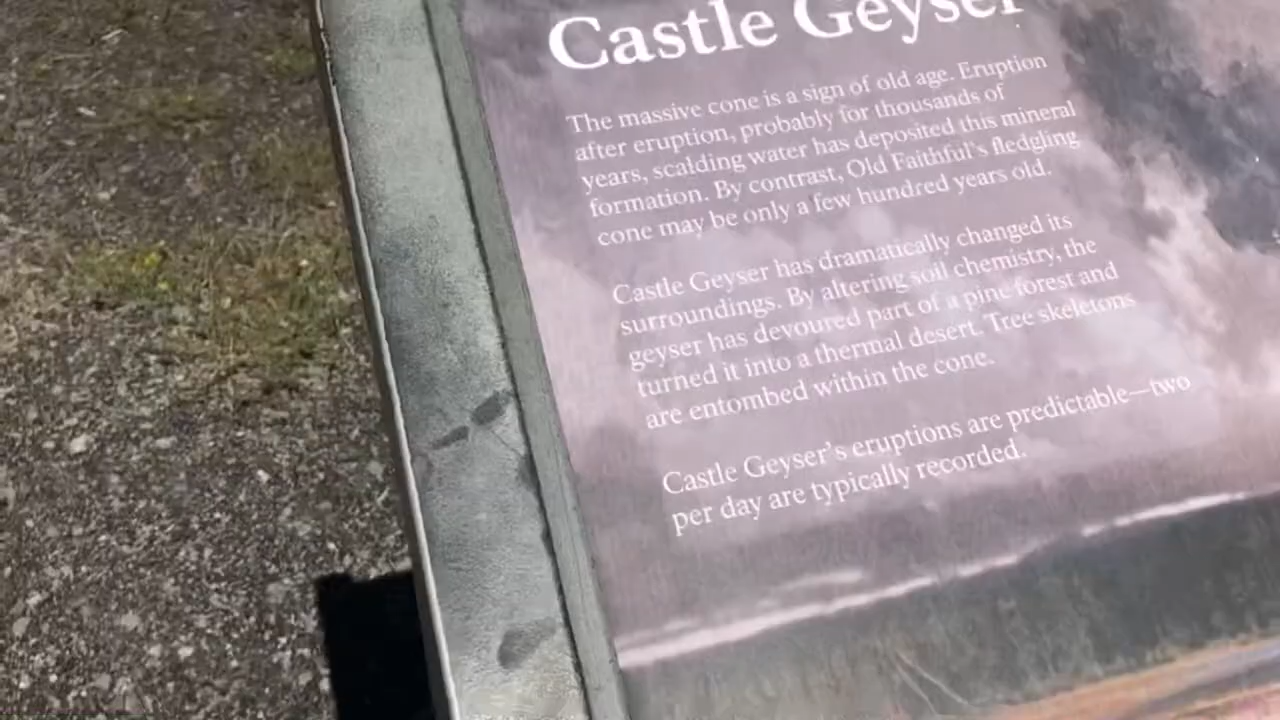 Castle Geyser
The massive cone is a sign of old age. Eruption
after eruption, probably for thousands of
years, scalding water has deposited this mineral
formation. By contrast, Old Faithful's fledgling
cone may be only a few hundred years old.
Castle Geyser has dramatically changed its
surroundings. By altering soil chemistry, the
geyser has devoured part of a pine forest and
turned it into a thermal desert. Tree skeletons
are entombed within the cone.
Castle Geyser's eruptions are predictable—two
per day are typically recorded.